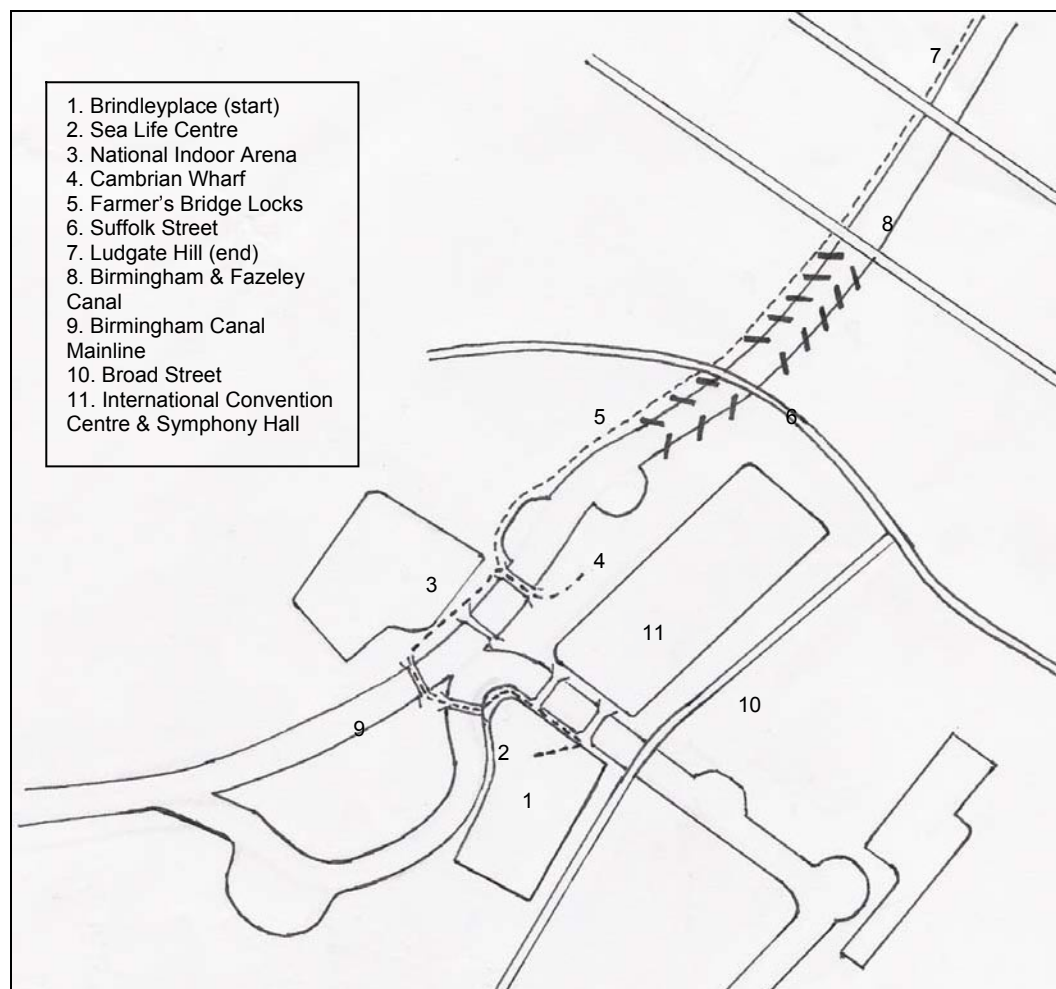 1. Brindleyplace (start)
2. Sea Life Centre
3. National Indoor Arena
4. Cambrian Wharf
5. Farmer's Bridge Locks
6. Suffolk Street
7. Ludgate Hill (end)
8. Birmingham & Fazeley
Canal
9. Birmingham Canal
Mainline
10. Broad Street
11. International Convention
Centre & Symphony Hall
7
8
5
6
4
3
11
10
9
2
1